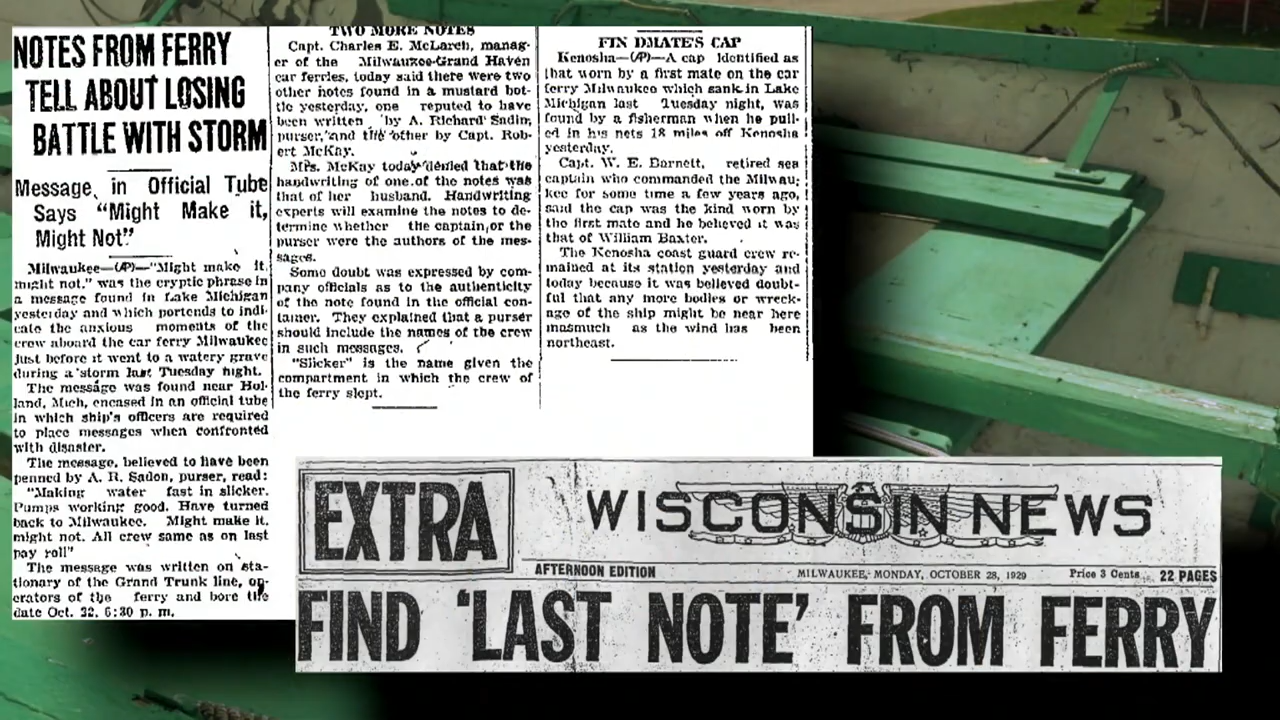 NOTES FROM FERRY
TELL ABOUT LOSING
BATTLE WITH STORM
Message in Official Tube
Says "Might Make it,
Might Not".
Milwaukee—(AP)—"Might make it.
might not." was the cryptic phrase in
a message found in Lake Michigan
yesterday and which portends to indi-
cate the anxious moments of the
crew aboard the car ferry Milwaukee
just before it went to a watery grave
during a storm last Tuesday night.
The message was found near Hol-
land, Mich, encased in an official tube
in which ship's officers are required
to place messages when confronted
with disaster.
The message, believed to have been
penned by A. R. Sadon, purser, read:
"Making water fast in slicker.
Pumps working good. Have turned
back to Milwaukee. Might make it.
might not. All crew same as on last
pay roll"
The message was written on sta-
tionary of the Grand Trunk line, op-
erators of the ferry and bore the
date Oct. 22. 6:30 p. m.
TWO MORE NOTES
Capt. Charles E. McLaren, manag-
er of the Milwaukee-Grand Haven
car ferries, today said there were two
other notes found in a mustard bot-
tle yesterday, one reputed to have
been written by A. Richard Sadin,
purser, and the other by Capt. Rob-
ert McKay.
Mrs. McKay today denied that the
handwriting of one of the notes was
that of her husband. Handwriting
experts will examine the notes to de-
termine whether the captain or the
purser were the authors of the mes-
sages.
Some doubt was expressed by com-
pany officials as to the authenticity
of the note found in the official con-
tainer. They explained that a purser
should include the names of the crew
in such messages.
"Slicker" is the name given the
compartment in which the crew of
the ferry slept.
FIN DMATE'S CAP
Kenosha—(AP)—A cap identified as
that worn by a first mate on the car
ferry Milwaukee which sank in Lake
Michigan last Tuesday night, was
found by a fisherman when he pull-
ed in his nets 18 miles off Kenosha
yesterday.
Capt. W. E. Barnett, retired sea
captain who commanded the Milwau-
kee for some time a few years ago,
said the cap was the kind worn by
the first mate and he believed it was
that of William Baxter.
The Kenosha coast guard crew re-
mained at its station yesterday and
today because it was believed doubt-
ful that any more bodies or wreck-
age of the ship might be near here
inasmuch as the wind has been
northeast.
EXTRA
WISCONSIN NEWS
AFTERNOON EDITION MILWAUKEE, MONDAY, OCTOBER 28, 1929 Price 3 Cents 22 PAGES
FIND 'LAST NOTE' FROM FERRY